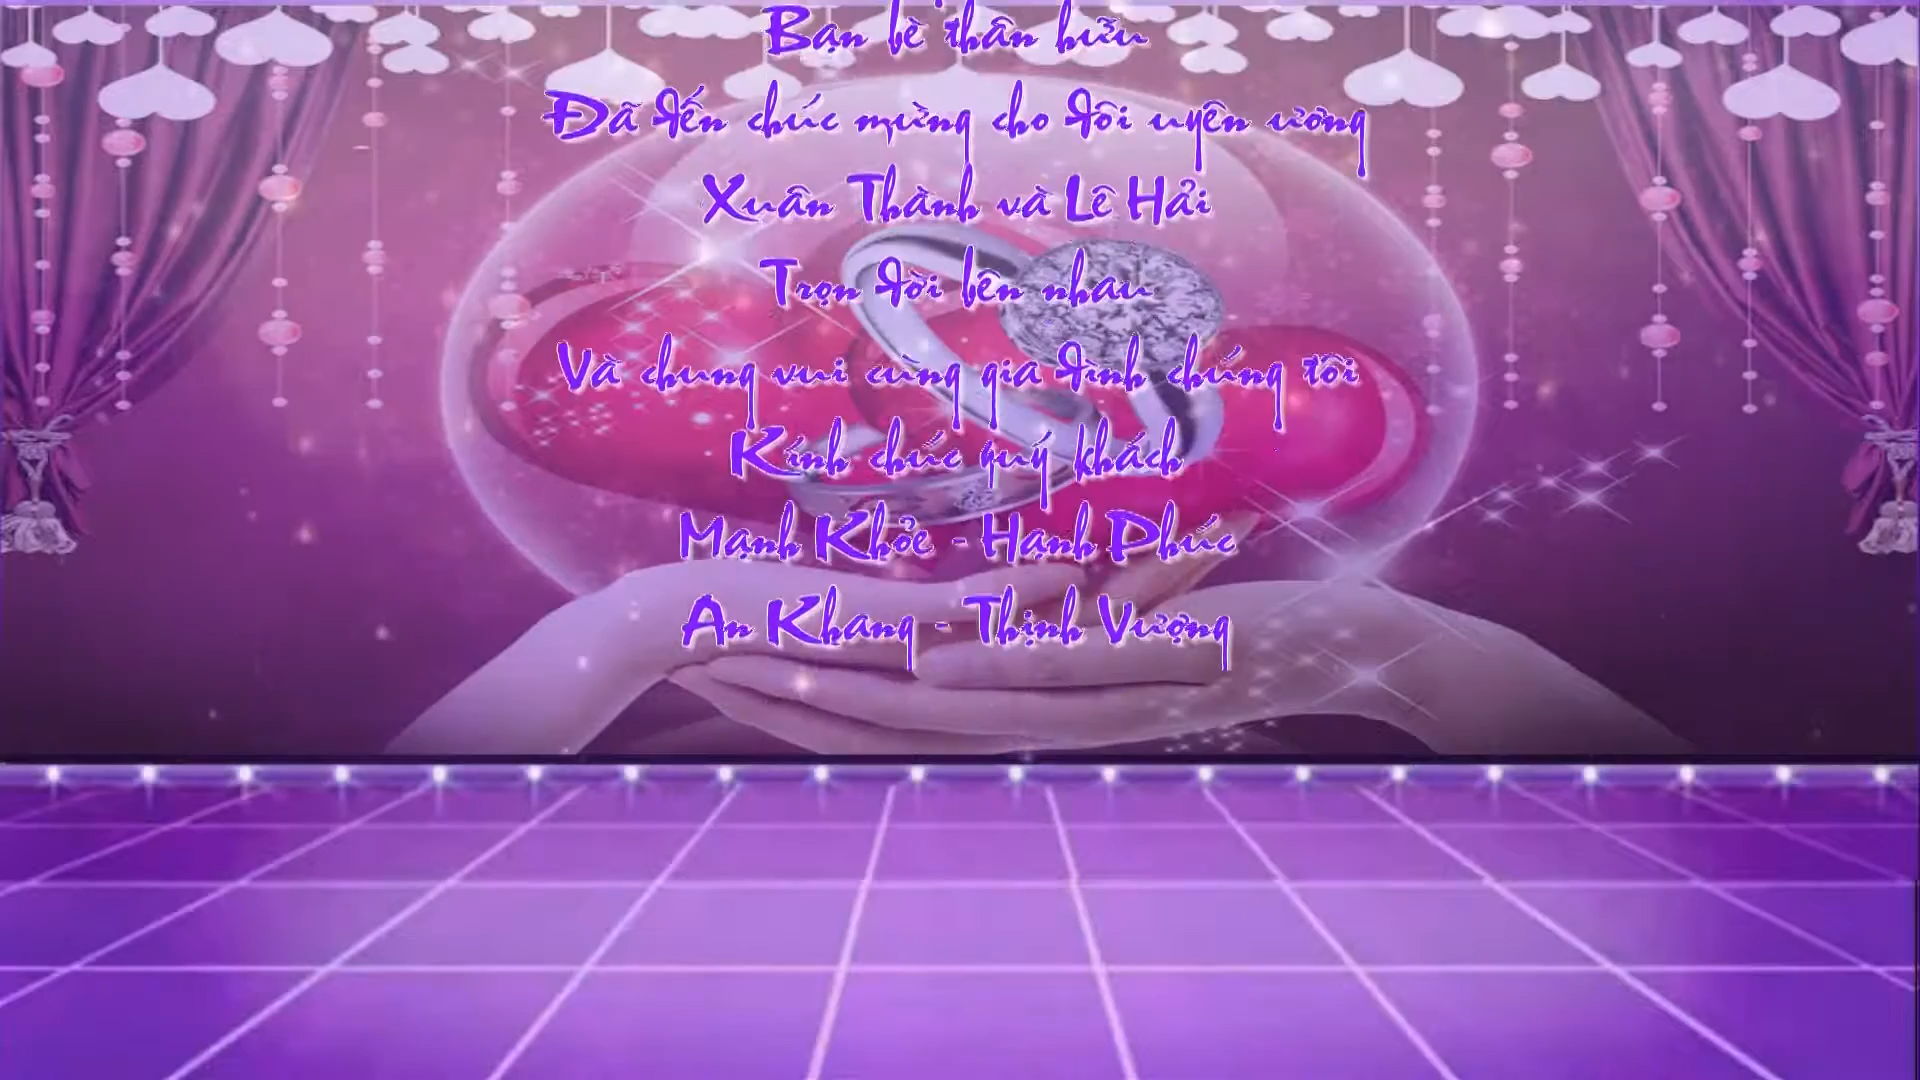 Bạn bè thân hữu
Đã đến chúc mừng cho đôi uyên ương
Xuân Thành và Lê Hải
Trọn đời bên nhau
Và chung vui cùng gia đình chúng tôi
Kính chúc quý khách
Mạnh Khỏe - Hạnh Phúc
An Khang - Thịnh Vượng